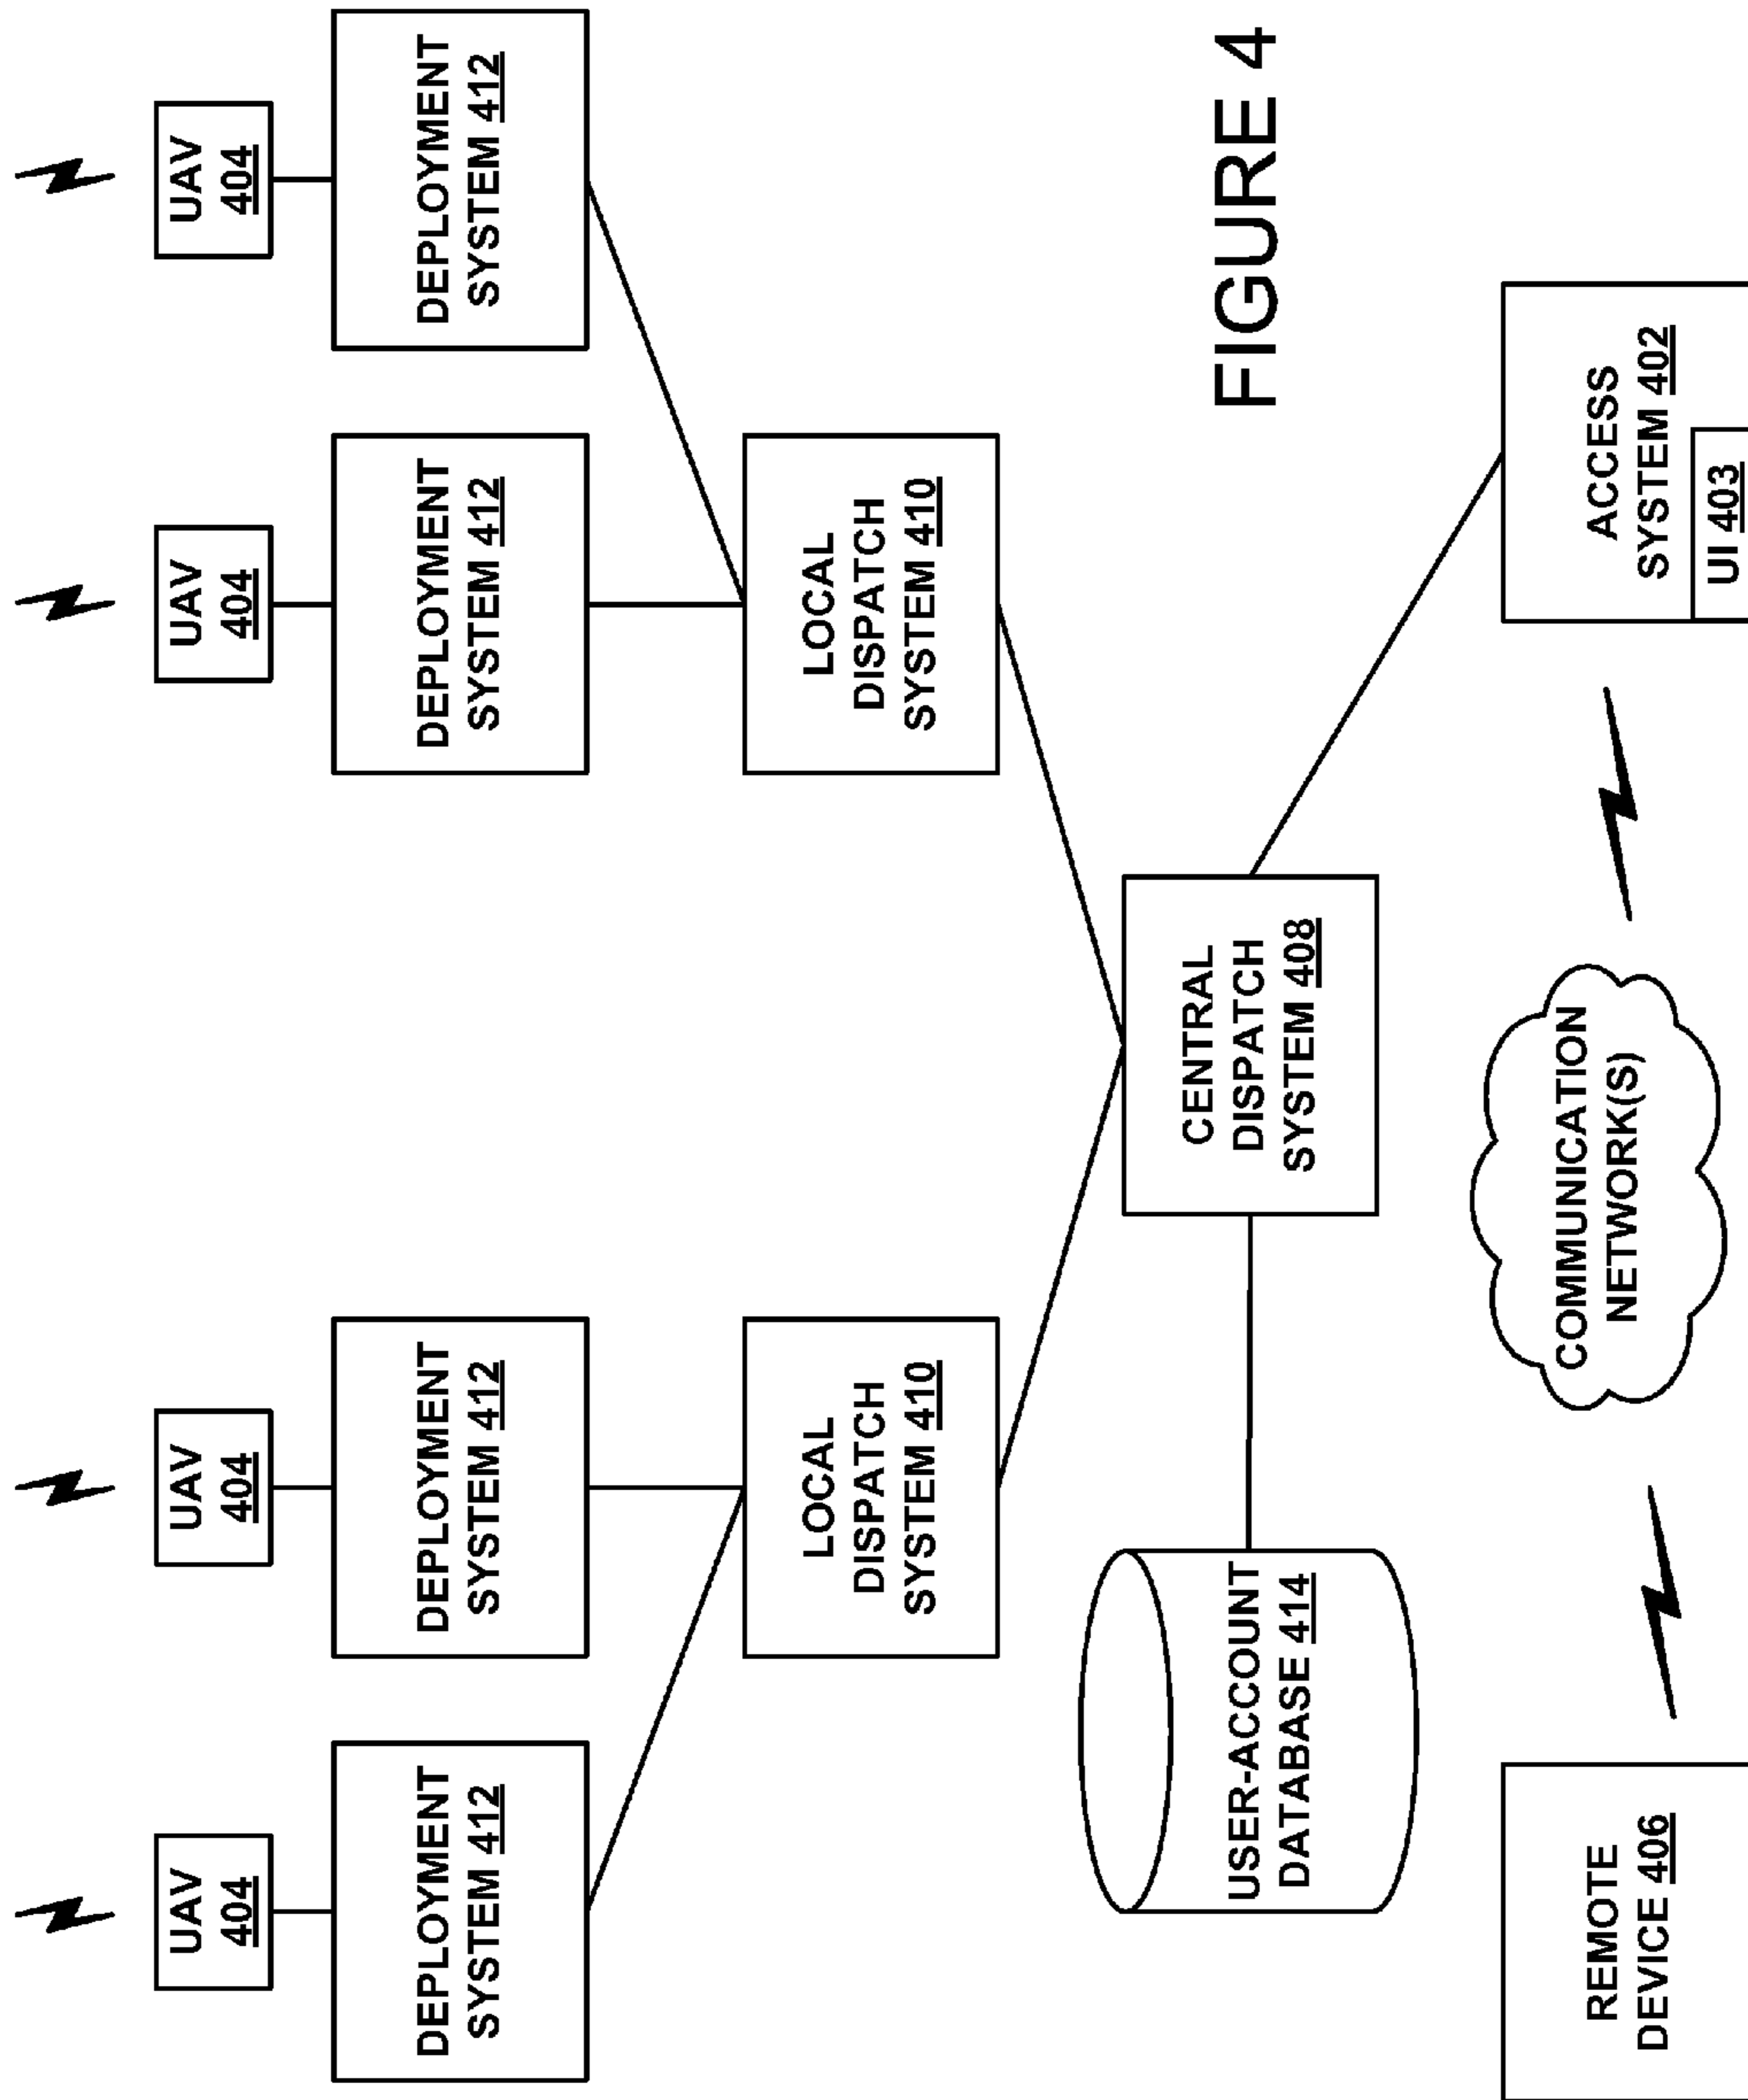 UAV
404
UAV
404
UAV
404
UAV
404
DEPLOYMENT
SYSTEM 412
DEPLOYMENT
SYSTEM 412
DEPLOYMENT
SYSTEM 412
DEPLOYMENT
SYSTEM 412
LOCAL
DISPATCH
SYSTEM 410
LOCAL
DISPATCH
SYSTEM 410
USER-ACCOUNT
DATABASE 414
CENTRAL
DISPATCH
SYSTEM 408
FIGURE 4
REMOTE
DEVICE 406
COMMUNICATION
NETWORK(S)
ACCESS
SYSTEM 402
UI 403